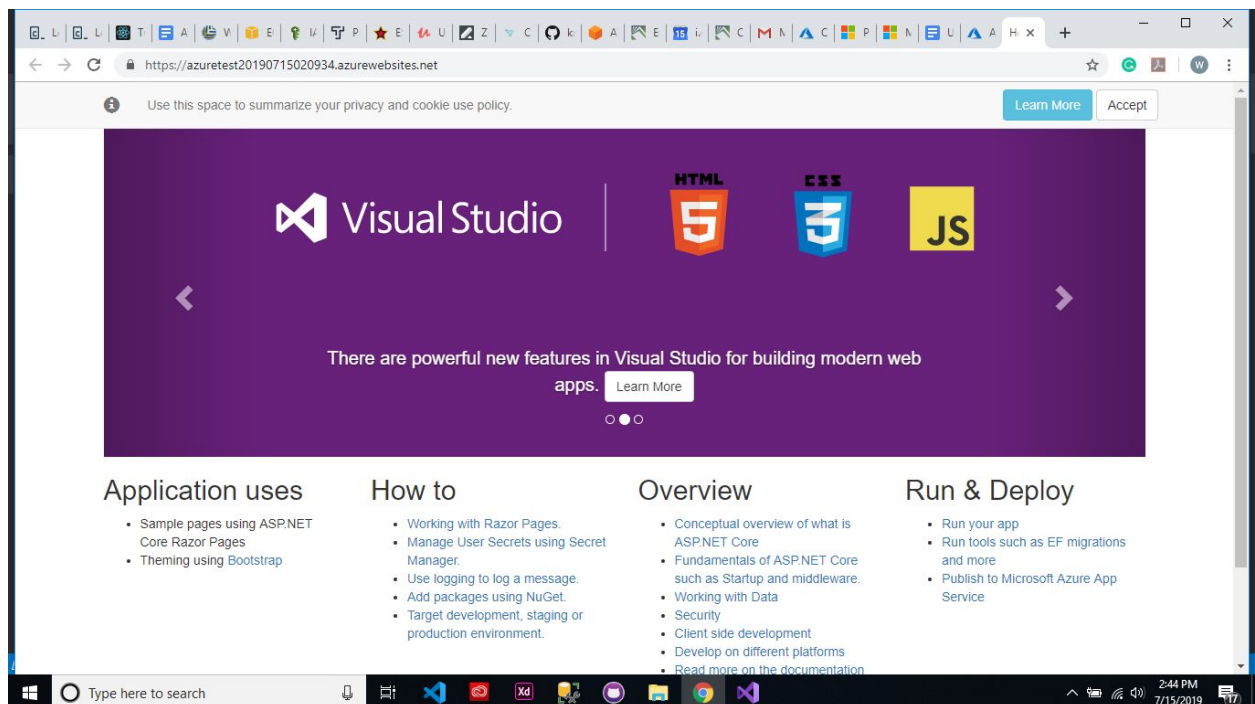 https://azuretest20190715020934.azurewebsites.net
W
Use this space to summarize your privacy and cookie use policy.
Learn More
Accept
Visual Studio
HTML
5
CSS
3
JS
There are powerful new features in Visual Studio for building modern web
apps.
Learn More
Application uses
Sample pages using ASP.NET
Core Razor Pages
Theming using Bootstrap
How to
Working with Razor Pages.
Manage User Secrets using Secret
Manager.
Use logging to log a message.
Add packages using NuGet.
Target development, staging or
production environment.
Overview
Conceptual overview of what is
ASP.NET Core
Fundamentals of ASP.NET Core
such as Startup and middleware.
Working with Data
Security
Client side development
Develop on different platforms
Read more on the documentation
Run & Deploy
Run your app
Run tools such as EF migrations
and more
Publish to Microsoft Azure App
Service
Type here to search
Xd
2:44 PM
7/15/2019
17